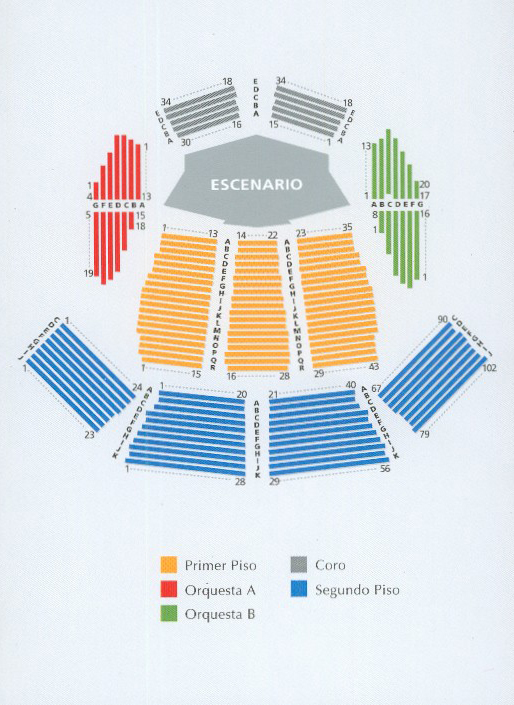 34
18
E
D
C
B
A
34
18
E
D
C
B
A
30
16
15
1
E
D
C
B
A
1
1
4
13
G F E D C B A
5
15
18
19
ESCENARIO
13
20
1
17
A B C D E F G
8
16
1
1
1
13
A
B
C
D
E
F
G
H
I
J
K
L
M
N
O
P
Q
R
14
22
A
B
C
D
E
F
G
H
I
J
K
L
M
N
O
P
Q
R
23
35
1
15
16
28
29
43
1
1
24
23
A
B
C
D
E
F
G
H
I
J
K
1
20
A
B
C
D
E
F
G
H
I
J
K
21
40
A
B
C
D
E
F
G
H
I
J
K
1
28
29
56
90
102
67
79
Primer Piso
Coro
Orquesta A
Segundo Piso
Orquesta B